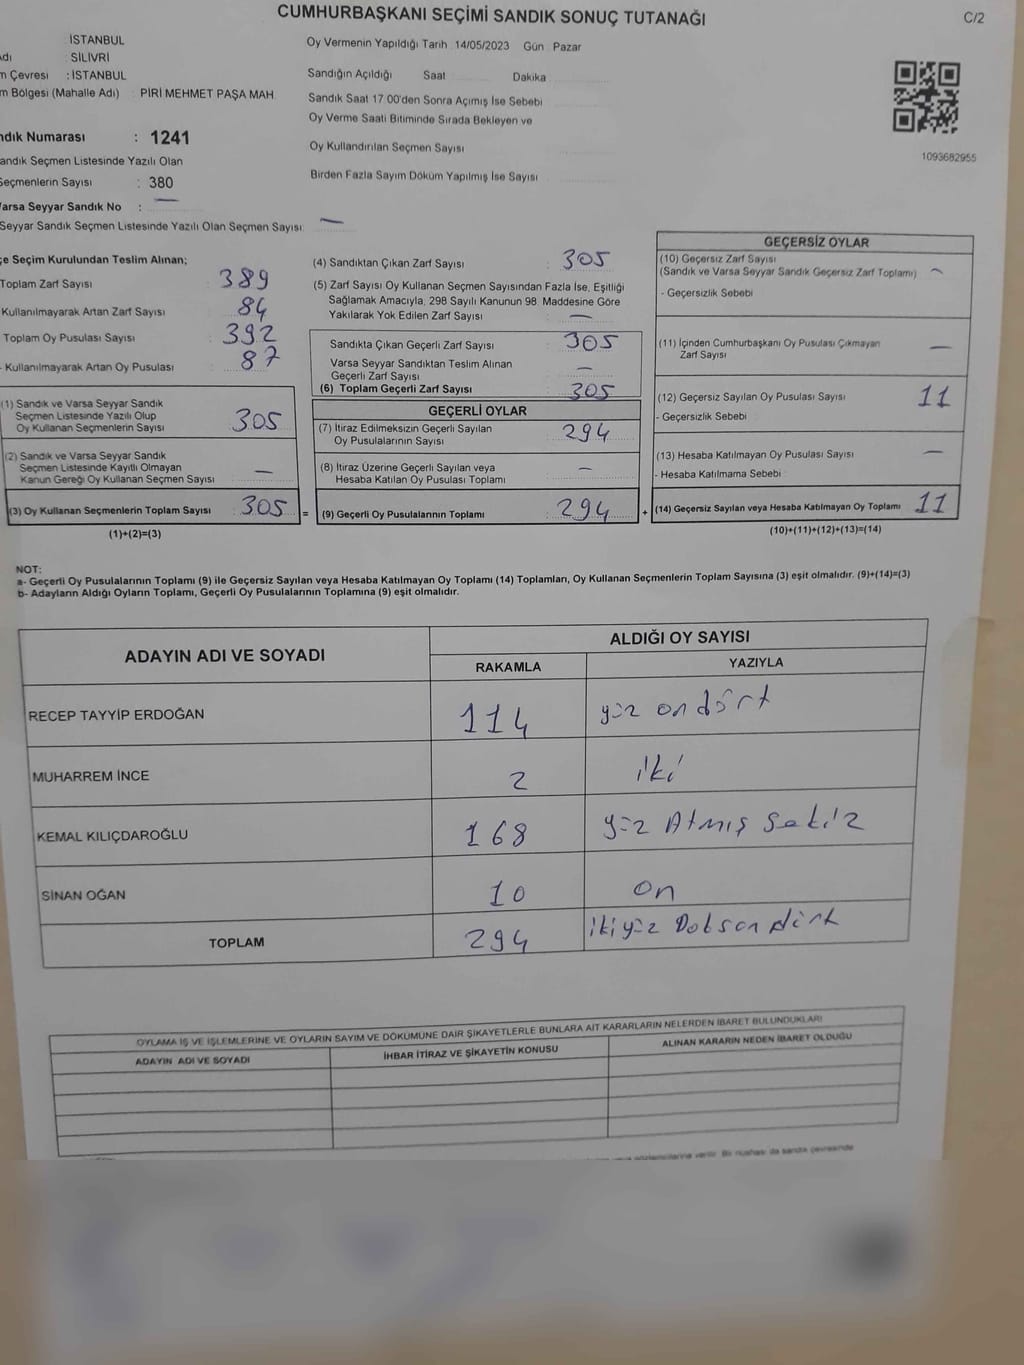 CUMHURBAŞKANI SEÇİMİ SANDIK SONUÇ TUTANAĞI
C/2
İSTANBUL
: SİLİVRİ
Çevresi : İSTANBUL
Bölgesi (Mahalle Adı) : PİRİ MEHMET PAŞA MAH.
Numarası : 1241
Seçmen Listesinde Yazılı Olan
Seçmenlerin Sayısı : 380
Varsa Seyyar Sandık No : —
Seyyar Sandık Seçmen Listesinde Yazılı Olan Seçmen Sayısı: —
Oy Vermenin Yapıldığı Tarih : 14/05/2023 Gün : Pazar
Sandığın Açıldığı Saat Dakika
Sandık Saat 17:00'den Sonra Açımış İse Sebebi
Oy Verme Saati Bitiminde Sırada Bekleyen ve
Oy Kullandırılan Seçmen Sayısı
Birden Fazla Sayım Döküm Yapılmış İse Sayısı
1093682955
Seçim Kurulundan Teslim Alınan;
Toplam Zarf Sayısı : 389
Kullanılmayarak Artan Zarf Sayısı : 84
Toplam Oy Pusulası Sayısı : 392
- Kullanılmayarak Artan Oy Pusulası : 87
(1) Sandık ve Varsa Seyyar Sandık
Seçmen Listesinde Yazılı Olup
Oy Kullanan Seçmenlerin Sayısı : 305
(2) Sandık ve Varsa Seyyar Sandık
Seçmen Listesinde Kayıtlı Olmayan
Kanun Gereği Oy Kullanan Seçmen Sayısı : —
(3) Oy Kullanan Seçmenlerin Toplam Sayısı : 305 =
(1)+(2)=(3)
(4) Sandıktan Çıkan Zarf Sayısı : 305
(5) Zarf Sayısı Oy Kullanan Seçmen Sayısından Fazla İse, Eşitliği
Sağlamak Amacıyla, 298 Sayılı Kanunun 98. Maddesine Göre
Yakılarak Yok Edilen Zarf Sayısı : —
Sandıkta Çıkan Geçerli Zarf Sayısı : 305
Varsa Seyyar Sandıktan Teslim Alınan
Geçerli Zarf Sayısı : —
(6) Toplam Geçerli Zarf Sayısı : 305
GEÇERLİ OYLAR
(7) İtiraz Edilmeksizin Geçerli Sayılan
Oy Pusulalarının Sayısı : 294
(8) İtiraz Üzerine Geçerli Sayılan veya
Hesaba Katılan Oy Pusulası Toplamı : —
(9) Geçerli Oy Pusulalarının Toplamı : 294 +
GEÇERSİZ OYLAR
(10) Geçersiz Zarf Sayısı
(Sandık ve Varsa Seyyar Sandık Geçersiz Zarf Toplamı) —
- Geçersizlik Sebebi
(11) İçinden Cumhurbaşkanı Oy Pusulası Çıkmayan
Zarf Sayısı —
(12) Geçersiz Sayılan Oy Pusulası Sayısı 11
- Geçersizlik Sebebi
(13) Hesaba Katılmayan Oy Pusulası Sayısı —
- Hesaba Katılmama Sebebi
(14) Geçersiz Sayılan veya Hesaba Katılmayan Oy Toplamı 11
(10)+(11)+(12)+(13)=(14)
NOT:
a- Geçerli Oy Pusulalarının Toplamı (9) ile Geçersiz Sayılan veya Hesaba Katılmayan Oy Toplamı (14) Toplamları, Oy Kullanan Seçmenlerin Toplam Sayısına (3) eşit olmalıdır. (9)+(14)=(3)
b- Adayların Aldığı Oyların Toplamı, Geçerli Oy Pusulalarının Toplamına (9) eşit olmalıdır.
ADAYIN ADI VE SOYADI ALDIĞI OY SAYISI
RAKAMLA YAZIYLA
RECEP TAYYİP ERDOĞAN 114 yüz on dört
MUHARREM İNCE 2 iki
KEMAL KILIÇDAROĞLU 168 yüz Atmış Sekiz
SİNAN OĞAN 10 on
TOPLAM 294 ikiyüz Doksan dört
OYLAMA İŞ VE İŞLEMLERİNE VE OYLARIN SAYIM VE DÖKÜMÜNE DAİR ŞİKAYETLERLE BUNLARA AİT KARARLARIN NELERDEN İBARET BULUNDUKLARI
ADAYIN ADI VE SOYADI İHBAR İTİRAZ VE ŞİKAYETİN KONUSU ALINAN KARARIN NEDEN İBARET OLDUĞU
verilir. Bir nüshası da sandık çevresinde